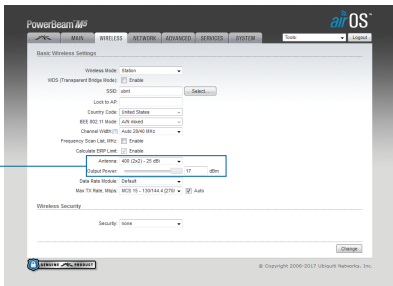 PowerBeam M5
airOS™
MAIN WIRELESS NETWORK ADVANCED SERVICES SYSTEM Tools: Logout
Basic Wireless Settings
Wireless Mode: Station
WDS (Transparent Bridge Mode): Enable
SSID: ubnt Select...
Lock to AP:
Country Code: United States
IEEE 802.11 Mode: A/N mixed
Channel Width:[?] Auto 20/40 MHz
Frequency Scan List, MHz: Enable
Calculate EIRP Limit: Enable
Antenna: 400 (2x2) - 25 dBi
Output Power: 17 dBm
Data Rate Module: Default
Max TX Rate, Mbps: MCS 15 - 130/144.4 [270/ Auto
Wireless Security
Security: none
Change
GENUINE PRODUCT
© Copyright 2006-2017 Ubiquiti Networks, Inc.